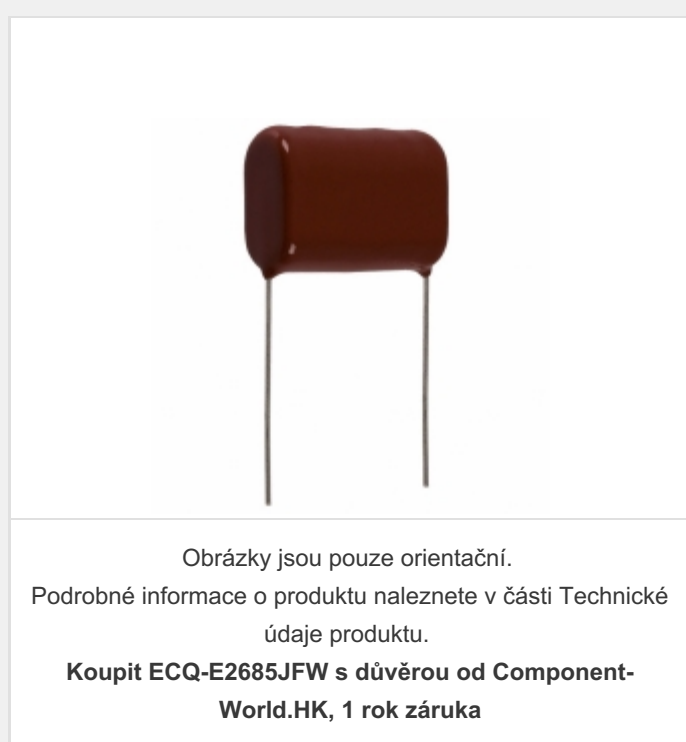 Obrázky jsou pouze orientační.
Podrobné informace o produktu naleznete v části Technické
údaje produktu.
Koupit ECQ-E2685JFW s důvěrou od Component-
World.HK, 1 rok záruka